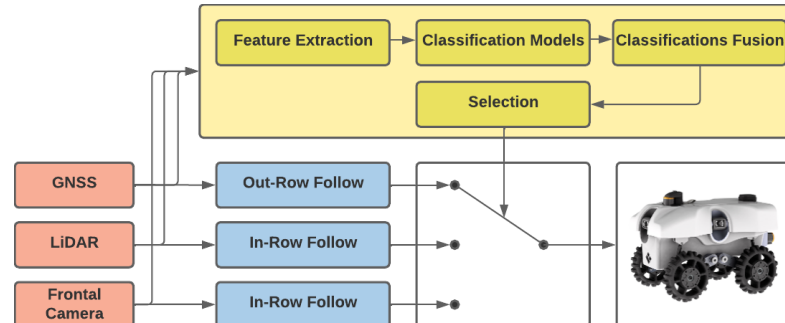 Feature Extraction
Classification Models
Classifications Fusion
Selection
GNSS
Out-Row Follow
LiDAR
In-Row Follow
Frontal
Camera
In-Row Follow